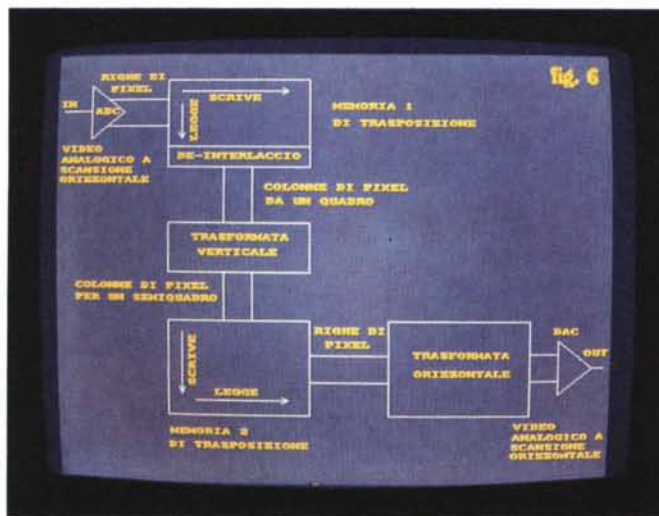 fig. 6
RIGHE DI
PIXEL
IN
ADC
SCRIVE
LEGGE
DE-INTERLACCIO
MEMORIA 1
DI TRASPOSIZIONE
VIDEO
ANALOGICO A
SCANSIONE
ORIZZONTALE
COLONNE DI PIXEL
DA UN QUADRO
TRASFORMATA
VERTICALE
COLONNE DI PIXEL
PER UN SEMIQUADRO
SCRIVE
LEGGE
RIGHE DI
PIXEL
TRASFORMATA
ORIZZONTALE
DAC
OUT
MEMORIA 2
DI TRASPOSIZIONE
VIDEO
ANALOGICO A
SCANSIONE
ORIZZONTALE